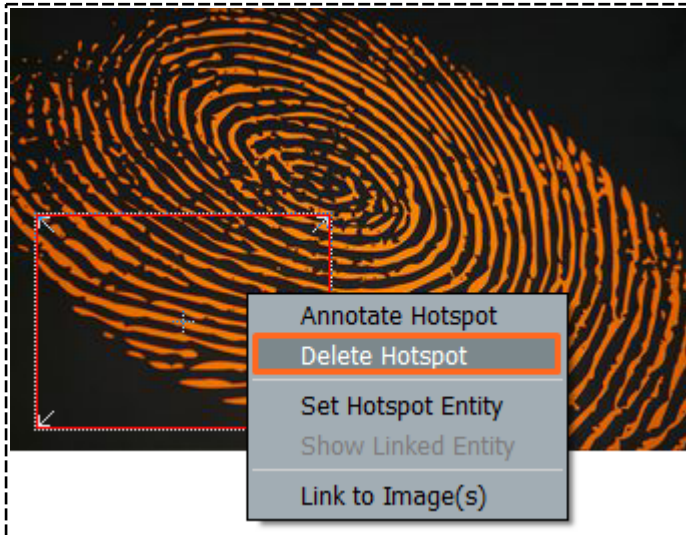 Annotate Hotspot
Delete Hotspot
Set Hotspot Entity
Show Linked Entity
Link to Image(s)